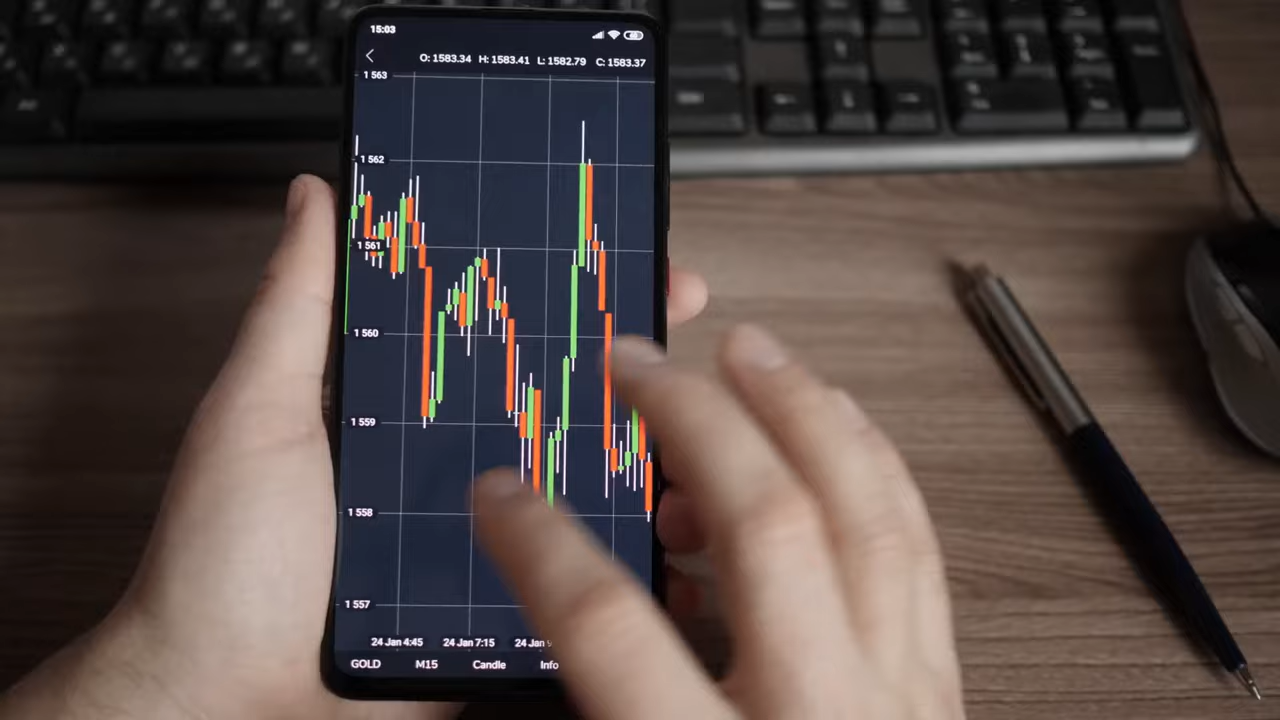 15:03
O: 1583.34 H: 1583.41 L: 1582.79 C: 1583.37
1 563
1 562
1 561
1 560
1 559
1 558
1 557
24 Jan 4:45 24 Jan 7:15 24 Jan
GOLD M15 Candle Info